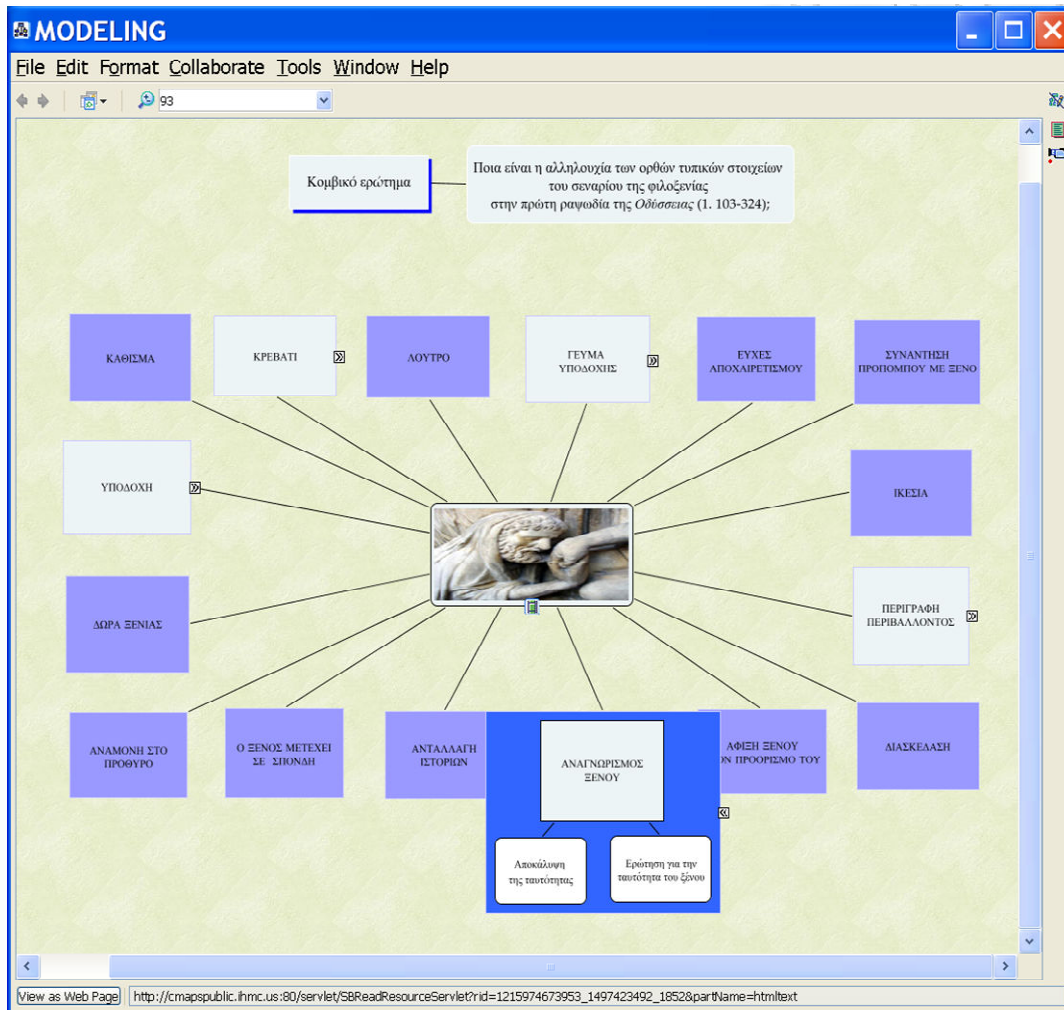 MODELING
File Edit Format Collaborate Tools Window Help
93
Κομβικό ερώτημα
Ποια είναι η αλληλουχία των ορθών τυπικών στοιχείων
του σεναρίου της φιλοξενίας
στην πρώτη ραψωδία της Οδύσσειας (1. 103-324);
ΚΑΘΙΣΜΑ
ΚΡΕΒΑΤΙ
ΛΟΥΤΡΟ
ΓΕΥΜΑ
ΥΠΟΔΟΧΗΣ
ΕΥΧΕΣ
ΑΠΟΧΑΙΡΕΤΙΣΜΟΥ
ΣΥΝΑΝΤΗΣΗ
ΠΡΟΠΟΜΠΟΥ ΜΕ ΞΕΝΟ
ΥΠΟΔΟΧΗ
ΙΚΕΣΙΑ
ΔΩΡΑ ΞΕΝΙΑΣ
ΠΕΡΙΓΡΑΦΗ
ΠΕΡΙΒΑΛΛΟΝΤΟΣ
ΑΝΑΜΟΝΗ ΣΤΟ
ΠΡΟΘΥΡΟ
Ο ΞΕΝΟΣ ΜΕΤΕΧΕΙ
ΣΕ ΣΠΟΝΔΗ
ΑΝΤΑΛΛΑΓΗ
ΙΣΤΟΡΙΩΝ
ΑΝΑΓΝΩΡΙΣΜΟΣ
ΞΕΝΟΥ
ΑΦΙΞΗ ΞΕΝΟΥ
ΠΡΟΟΡΙΣΜΟ ΤΟΥ
ΔΙΑΣΚΕΔΑΣΗ
Αποκάλυψη
της ταυτότητας
Ερώτηση για την
ταυτότητα του ξένου
View as Web Page
http://cmapspublic.ihmc.us:80/servlet/SBReadResourceServlet?rid=1215974673953_1497423492_1852&partName=htmltext